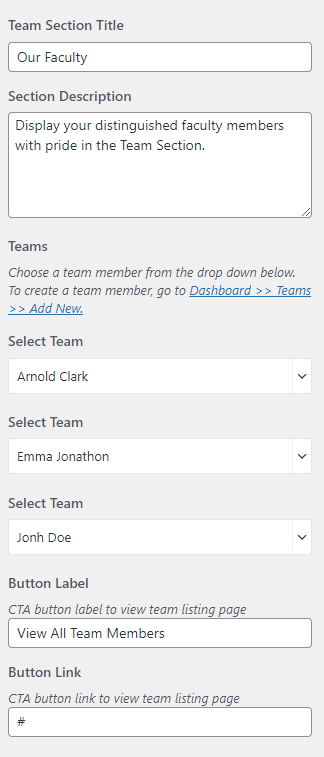 Team Section Title
Our Faculty
Section Description
Display your distinguished faculty members
with pride in the Team Section.
Teams
Choose a team member from the drop down below.
To create a team member, go to Dashboard >> Teams
>> Add New.
Select Team
Arnold Clark
Select Team
Emma Jonathon
Select Team
Jonh Doe
Button Label
CTA button label to view team listing page
View All Team Members
Button Link
CTA button link to view team listing page
#